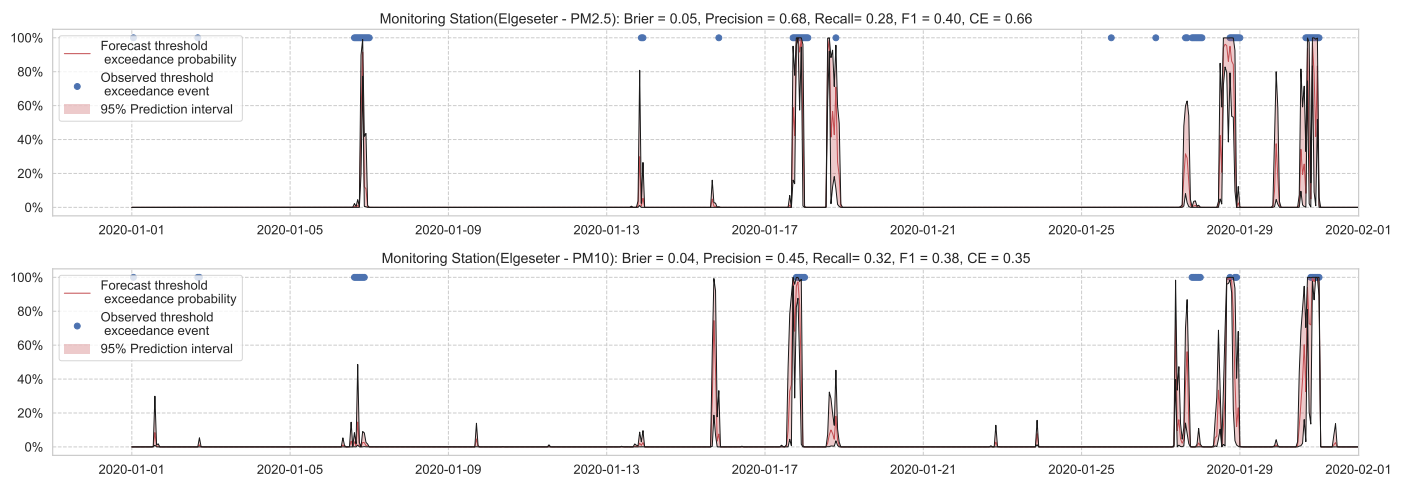 Monitoring Station(Elgeseter - PM2.5): Brier = 0.05, Precision = 0.68, Recall= 0.28, F1 = 0.40, CE = 0.66
100%
80%
60%
40%
20%
0%
Forecast threshold
exceedance probability
Observed threshold
exceedance event
95% Prediction interval
2020-01-01 2020-01-05 2020-01-09 2020-01-13 2020-01-17 2020-01-21 2020-01-25 2020-01-29 2020-02-01
Monitoring Station(Elgeseter - PM10): Brier = 0.04, Precision = 0.45, Recall= 0.32, F1 = 0.38, CE = 0.35
100%
80%
60%
40%
20%
0%
Forecast threshold
exceedance probability
Observed threshold
exceedance event
95% Prediction interval
2020-01-01 2020-01-05 2020-01-09 2020-01-13 2020-01-17 2020-01-21 2020-01-25 2020-01-29 2020-02-01